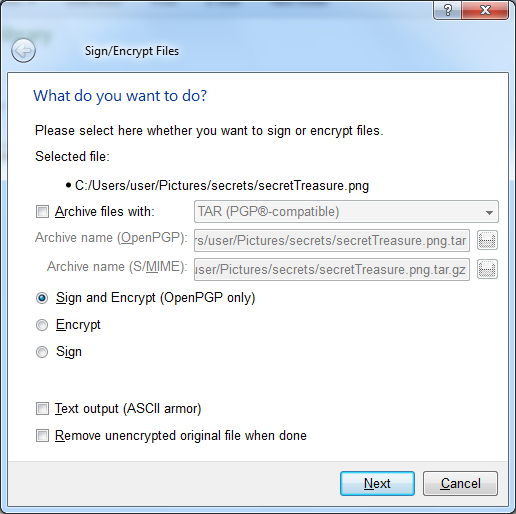 Sign/Encrypt Files
What do you want to do?
Please select here whether you want to sign or encrypt files.
Selected file:
• C:/Users/user/Pictures/secrets/secretTreasure.png
Archive files with: TAR (PGP®-compatible)
Archive name (OpenPGP): rs/user/Pictures/secrets/secretTreasure.png.tar
Archive name (S/MIME): user/Pictures/secrets/secretTreasure.png.tar.gz
Sign and Encrypt (OpenPGP only)
Encrypt
Sign
Text output (ASCII armor)
Remove unencrypted original file when done
Next Cancel